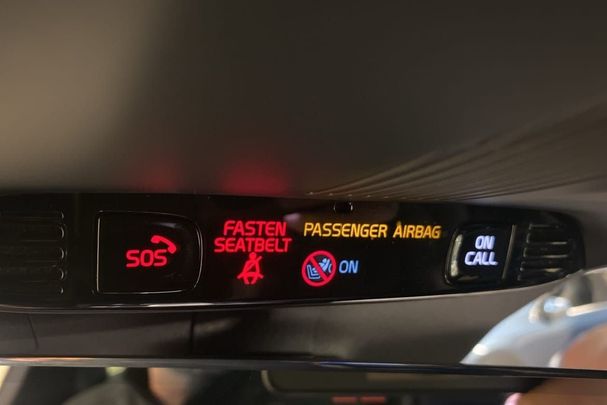 SOS
FASTEN
SEATBELT
PASSENGER AIRBAG
ON
ON
CALL